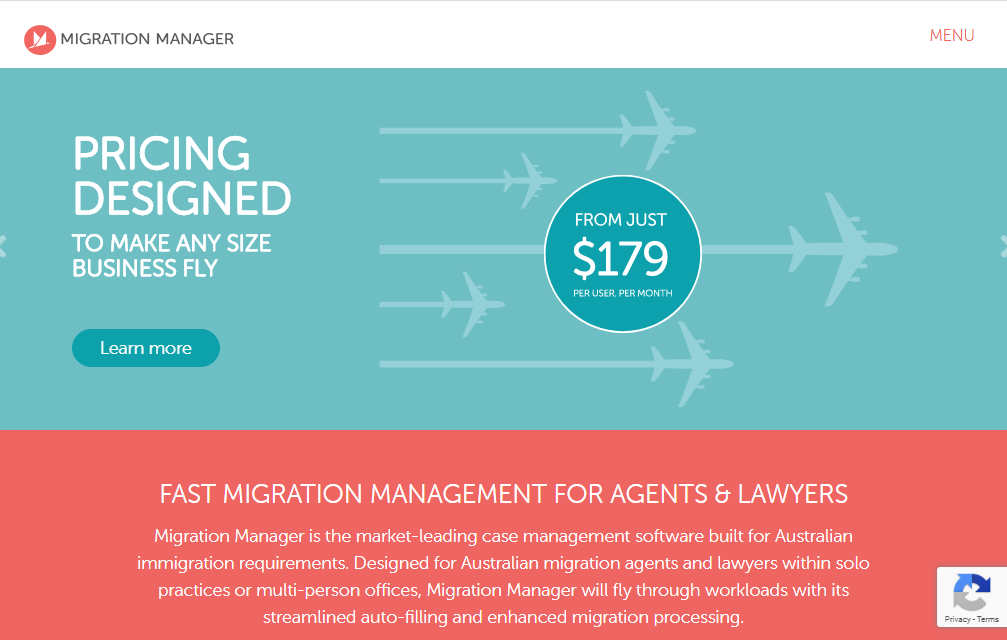 MIGRATION MANAGER
MENU
PRICING
DESIGNED
TO MAKE ANY SIZE
BUSINESS FLY
Learn more
FROM JUST
$179
PER USER. PER MONTH
FAST MIGRATION MANAGEMENT FOR AGENTS & LAWYERS
Migration Manager is the market-leading case management software built for Australian
immigration requirements. Designed for Australian migration agents and lawyers within solo
practices or multi-person offices, Migration Manager will fly through workloads with its
streamlined auto-filling and enhanced migration processing.
Privacy - Terms